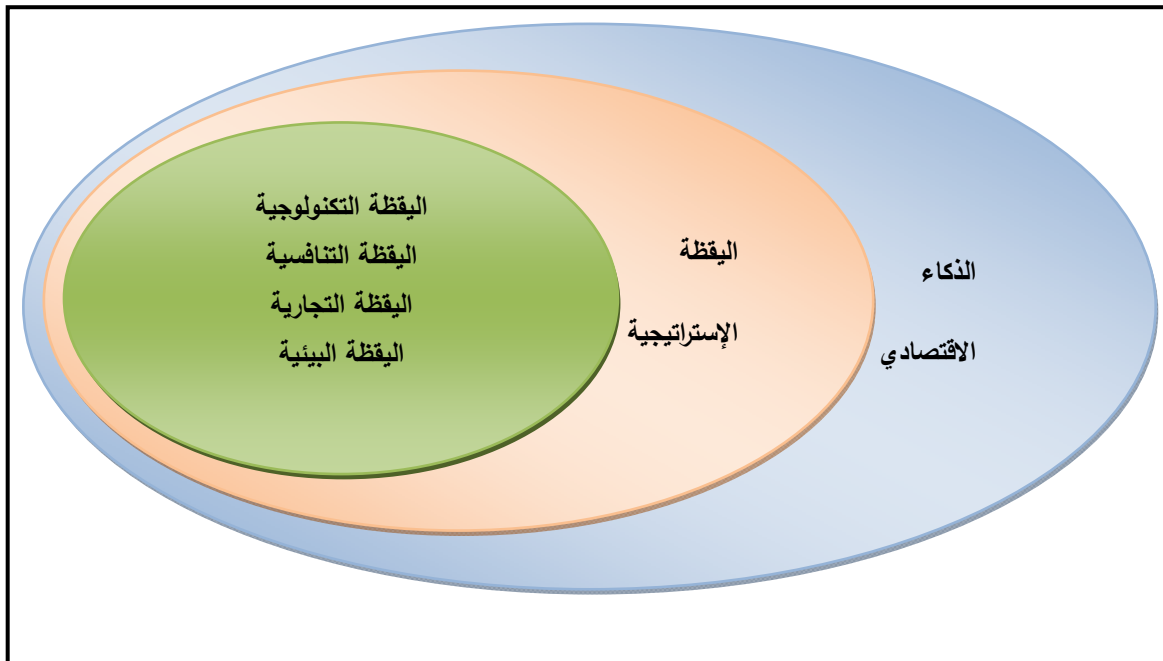 اليقظة التكنولوجية
اليقظة التنافسية
اليقظة التجارية
اليقظة البيئية
اليقظة
الإستراتيجية
الذكاء
الاقتصادي